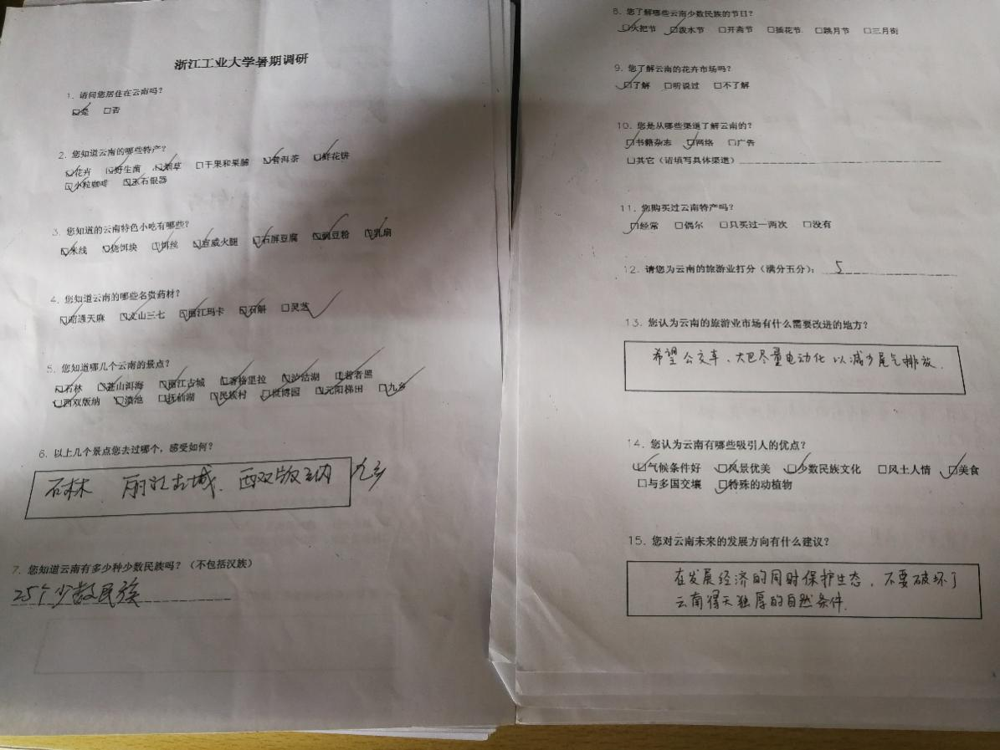 浙江工业大学暑期调研
1. 请问您居住在云南吗？
☑是 □否
2. 您知道云南的哪些特产？
☑花卉 ☑野生菌 ☑烟草 □干果和果脯 ☑普洱茶 ☑鲜花饼
☑小粒咖啡 ☑玉石银器
3. 您知道的云南特色小吃有哪些？
☑米线 ☑烧饵块 ☑饵丝 ☑宣威火腿 ☑石屏豆腐 ☑豌豆粉 ☑乳扇
4. 您知道云南的哪些名贵药材？
☑昭通天麻 ☑文山三七 ☑丽江玛卡 ☑石斛 □灵芝✓
5. 您知道哪几个云南的景点？
☑石林 ☑苍山洱海 ☑丽江古城 ☑香格里拉 ☑泸沽湖 ☑普者黑
☑西双版纳 ☑滇池 ☑抚仙湖 ☑民族村 ☑世博园 ☑元阳梯田 ☑九乡
6. 以上几个景点您去过哪个，感受如何？
石林、丽江古城、西双版纳 九乡
7. 您知道云南有多少种少数民族吗？（不包括汉族）
25个少数民族
8. 您了解哪些云南少数民族的节日？
☑火把节 ☑泼水节 □开斋节 □插花节 □跳月节 □三月街
9. 您了解云南的花卉市场吗？
☑了解 □听说过 □不了解
10. 您是从哪些渠道了解云南的？
☑书籍杂志 ☑网络 □广告
□其它（请填写具体渠道）
11. 您购买过云南特产吗？
☑经常 □偶尔 □只买过一两次 □没有
12. 请您为云南的旅游业打分（满分五分）： 5
13. 您认为云南的旅游业市场有什么需要改进的地方？
希望公交车、大巴尽量电动化以减少尾气排放.
14. 您认为云南有哪些吸引人的优点？
☑气候条件好 ☑风景优美 ☑少数民族文化 □风土人情 ☑美食
□与多国交壤 ☑特殊的动植物
15. 您对云南未来的发展方向有什么建议？
在发展经济的同时保护生态，不要破坏了
云南得天独厚的自然条件.